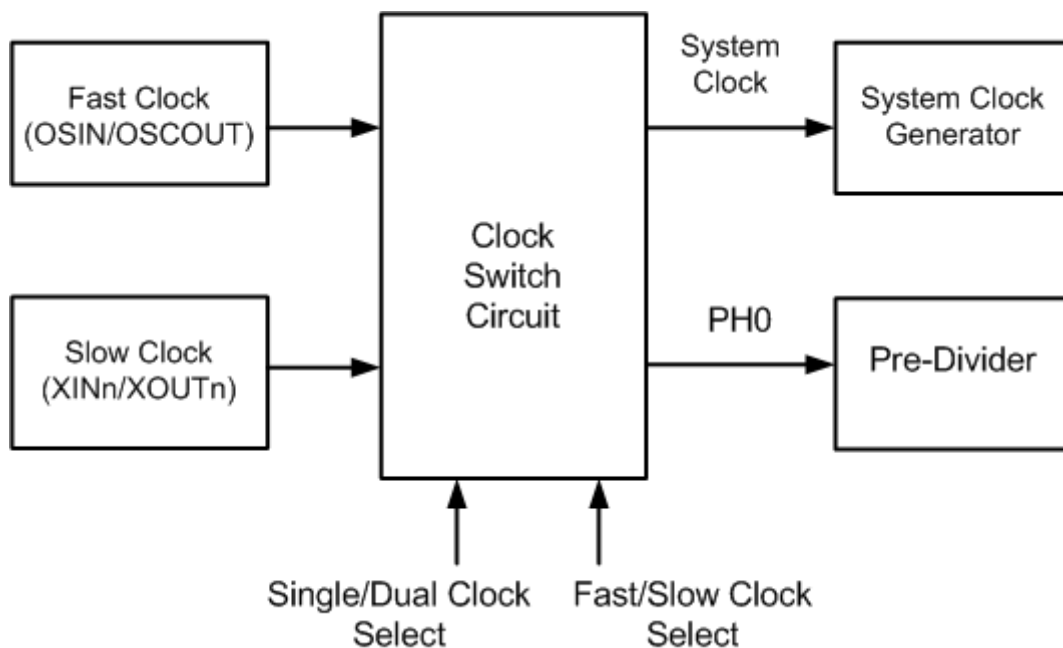 Fast Clock
(OSIN/OSCOUT)
System
Clock
System Clock
Generator
Clock
Switch
Circuit
Slow Clock
(XINn/XOUTn)
PH0
Pre-Divider
Single/Dual Clock
Select
Fast/Slow Clock
Select